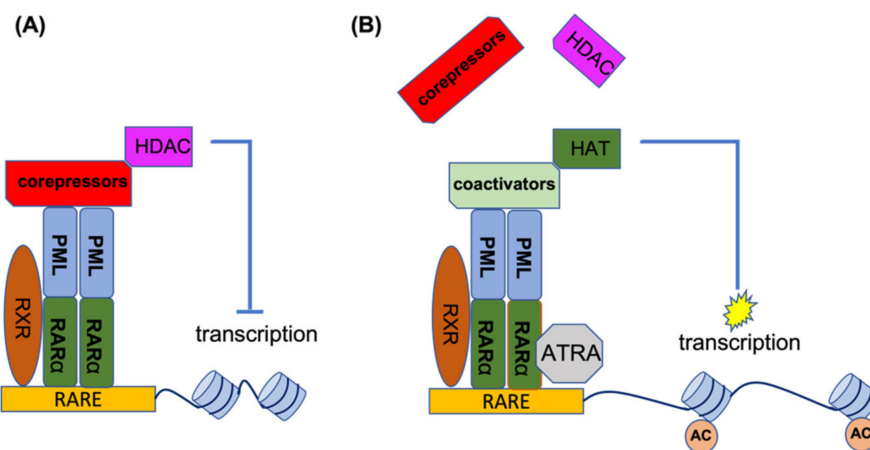 (A)
HDAC
corepressors
PML
PML
RXR
RARα
RARα
transcription
RARE
(B)
corepressors
HDAC
HAT
coactivators
PML
PML
RXR
RARα
RARα
ATRA
transcription
RARE
AC
AC